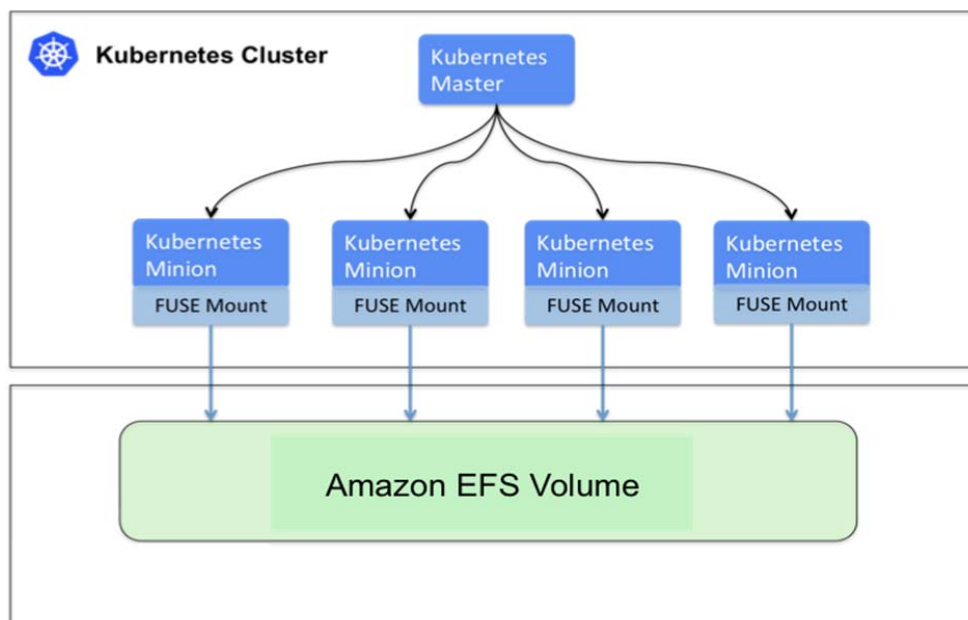 Kubernetes Cluster
Kubernetes
Master
Kubernetes
Minion
FUSE Mount
Kubernetes
Minion
FUSE Mount
Kubernetes
Minion
FUSE Mount
Kubernetes
Minion
FUSE Mount
Amazon EFS Volume